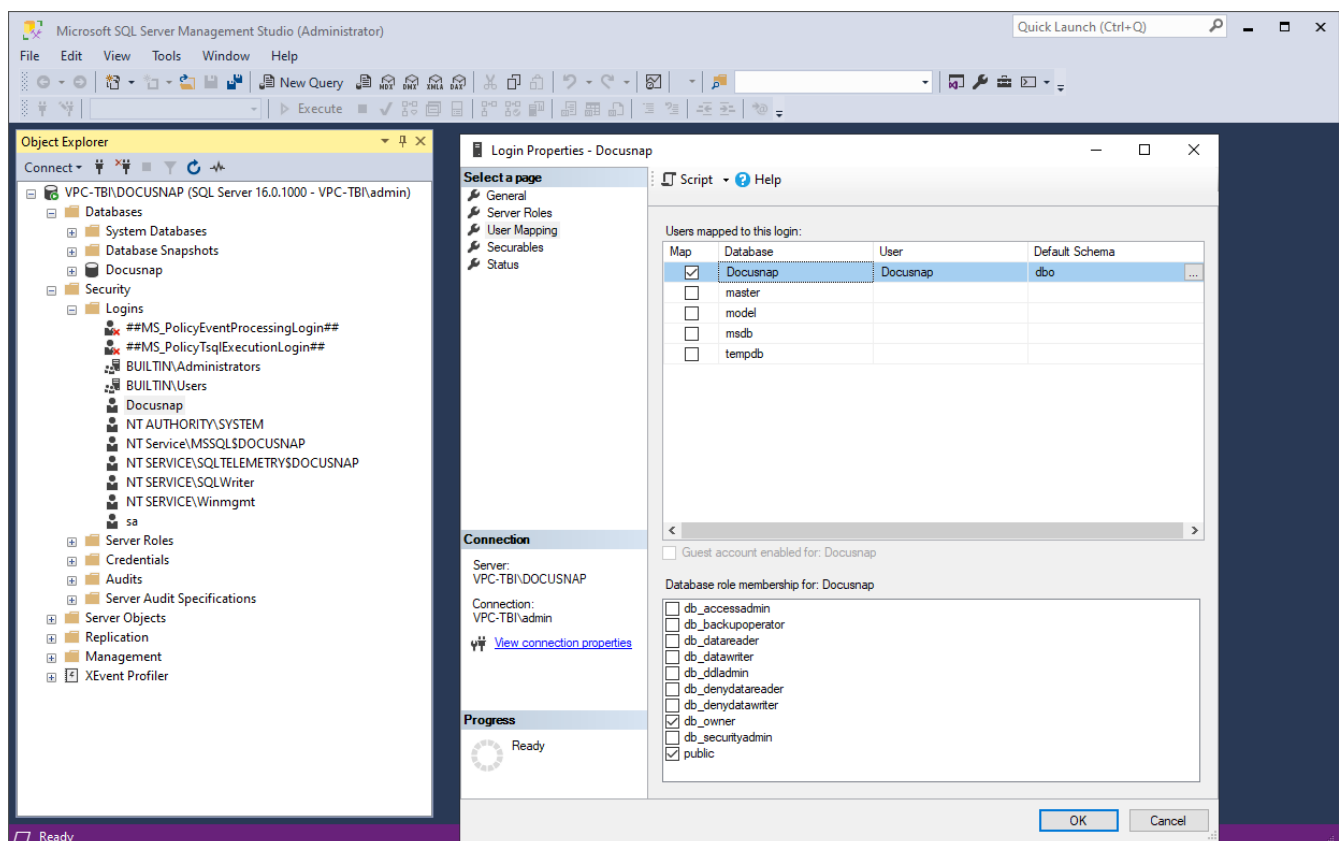 Microsoft SQL Server Management Studio (Administrator)
Quick Launch (Ctrl+Q)
File Edit View Tools Window Help
New Query MDX DMX XMLA DAX
Execute
Object Explorer
Connect
VPC-TBI\DOCUSNAP (SQL Server 16.0.1000 - VPC-TBI\admin)
Databases
System Databases
Database Snapshots
Docusnap
Security
Logins
##MS_PolicyEventProcessingLogin##
##MS_PolicyTsqlExecutionLogin##
BUILTIN\Administrators
BUILTIN\Users
Docusnap
NT AUTHORITY\SYSTEM
NT Service\MSSQL$DOCUSNAP
NT SERVICE\SQLTELEMETRY$DOCUSNAP
NT SERVICE\SQLWriter
NT SERVICE\Winmgmt
sa
Server Roles
Credentials
Audits
Server Audit Specifications
Server Objects
Replication
Management
XEvent Profiler
Ready
Login Properties - Docusnap
Select a page
General
Server Roles
User Mapping
Securables
Status
Connection
Server:
VPC-TBI\DOCUSNAP
Connection:
VPC-TBI\admin
View connection properties
Progress
Ready
Script Help
Users mapped to this login:
Map Database User Default Schema
Docusnap Docusnap dbo ...
master
model
msdb
tempdb
Guest account enabled for: Docusnap
Database role membership for: Docusnap
db_accessadmin
db_backupoperator
db_datareader
db_datawriter
db_ddladmin
db_denydatareader
db_denydatawriter
db_owner
db_securityadmin
public
OK Cancel